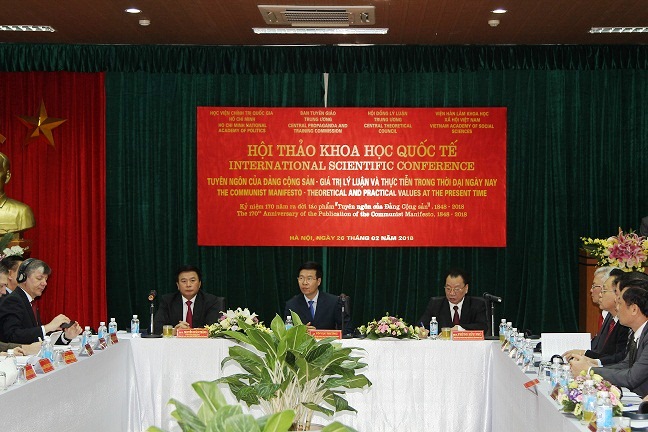 HỌC VIỆN CHÍNH TRỊ QUỐC GIA
HỒ CHÍ MINH
HO CHI MINH NATIONAL
ACADEMY OF POLITICS
BAN TUYÊN GIÁO
TRUNG ƯƠNG
CENTRAL PROPAGANDA AND
TRAINING COMMISSION
HỘI ĐỒNG LÝ LUẬN
TRUNG ƯƠNG
CENTRAL THEORETICAL
COUNCIL
VIỆN HÀN LÂM KHOA HỌC
XÃ HỘI VIỆT NAM
VIETNAM ACADEMY OF SOCIAL
SCIENCES
HỘI THẢO KHOA HỌC QUỐC TẾ
INTERNATIONAL SCIENTIFIC CONFERENCE
TUYÊN NGÔN CỦA ĐẢNG CỘNG SẢN - GIÁ TRỊ LÝ LUẬN VÀ THỰC TIỄN TRONG THỜI ĐẠI NGÀY NAY
THE COMMUNIST MANIFESTO - THEORETICAL AND PRACTICAL VALUES AT THE PRESENT TIME
Kỷ niệm 170 năm ra đời tác phẩm "Tuyên ngôn của Đảng Cộng sản", 1848 - 2018
The 170th Anniversary of the Publication of the Communist Manifesto, 1848 - 2018
HÀ NỘI, NGÀY 26 THÁNG 02 NĂM 2018